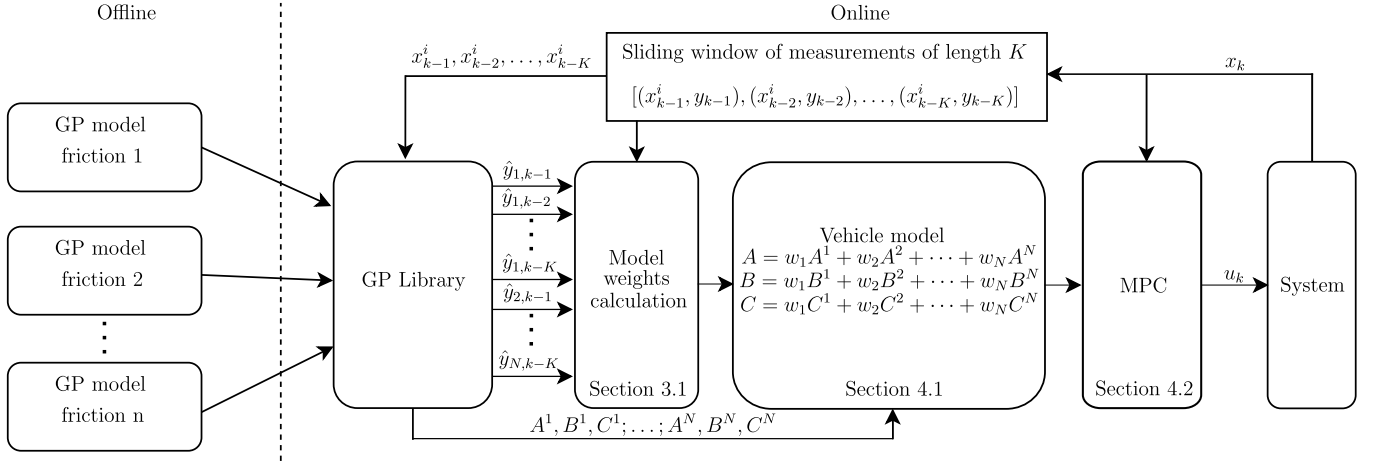 Offline
Online
GP model
friction 1
GP model
friction 2
⋮
GP model
friction n
x^i_{k−1}, x^i_{k−2}, …, x^i_{k−K}
Sliding window of measurements of length K
[(x^i_{k−1}, y_{k−1}), (x^i_{k−2}, y_{k−2}), …, (x^i_{k−K}, y_{k−K})]
x_k
GP Library
ŷ_{1,k−1}
ŷ_{1,k−2}
⋮
ŷ_{1,k−K}
ŷ_{2,k−1}
⋮
ŷ_{N,k−K}
Model
weights
calculation
Section 3.1
Vehicle model
A = w_1A^1 + w_2A^2 + ⋯ + w_NA^N
B = w_1B^1 + w_2B^2 + ⋯ + w_NB^N
C = w_1C^1 + w_2C^2 + ⋯ + w_NC^N
Section 4.1
MPC
Section 4.2
u_k
System
A^1, B^1, C^1; …; A^N, B^N, C^N